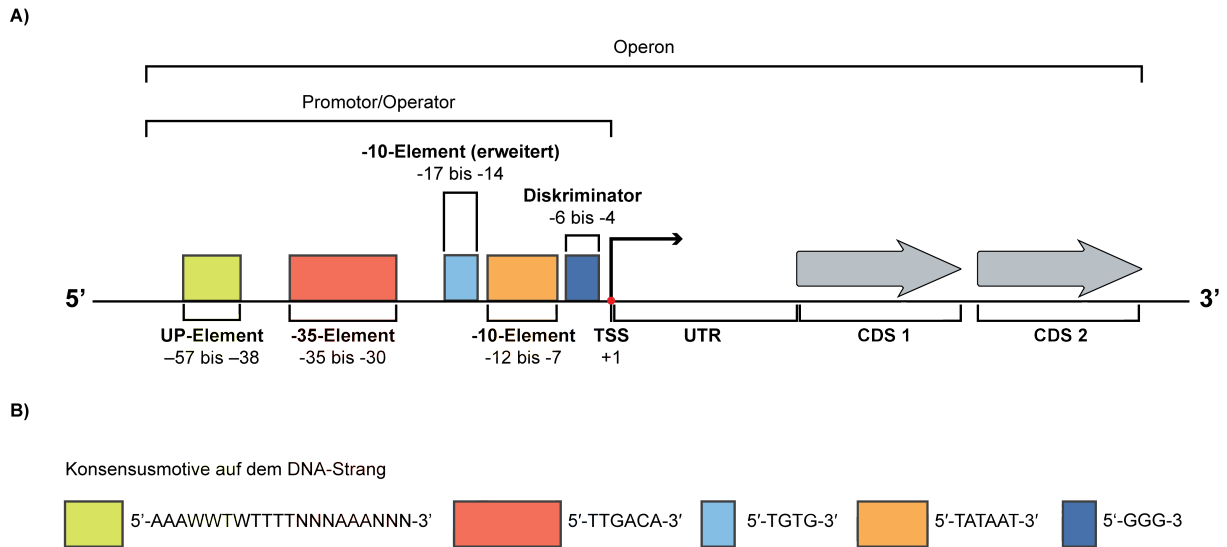 A)
Operon
Promotor/Operator
-10-Element (erweitert)
-17 bis -14
Diskriminator
-6 bis -4
5’ 3’
UP-Element -35-Element -10-Element TSS UTR CDS 1 CDS 2
–57 bis –38 -35 bis -30 -12 bis -7 +1
B)
Konsensusmotive auf dem DNA-Strang
5’-AAAWWTWTTTTNNNAAANNN-3’ 5′-TTGACA-3′ 5′-TGTG-3′ 5′-TATAAT-3′ 5‘-GGG-3